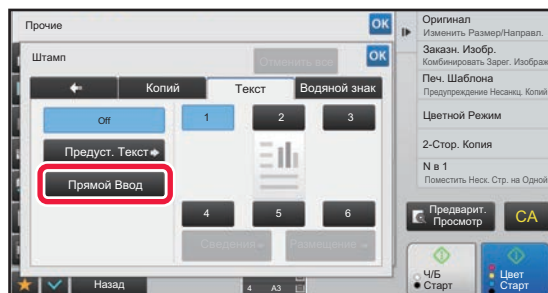 Прочие
OK
Штамп
Отменить все
OK
Копий
Текст
Водяной знак
Off
1
2
3
Предуст. Текст
Прямой Ввод
4
5
6
Сведения
Размещение
Назад
4 A3
Оригинал
Изменить Размер/Направл.
Заказн. Изобр.
Комбинировать Зарег. Изображ
Печ. Шаблона
Предупреждение Несанкц. Копий
Цветной Режим
2-Стор. Копия
N в 1
Поместить Неск. Стр. на Одной
Предварит.
Просмотр
CA
Ч/Б
Старт
Цвет
Старт